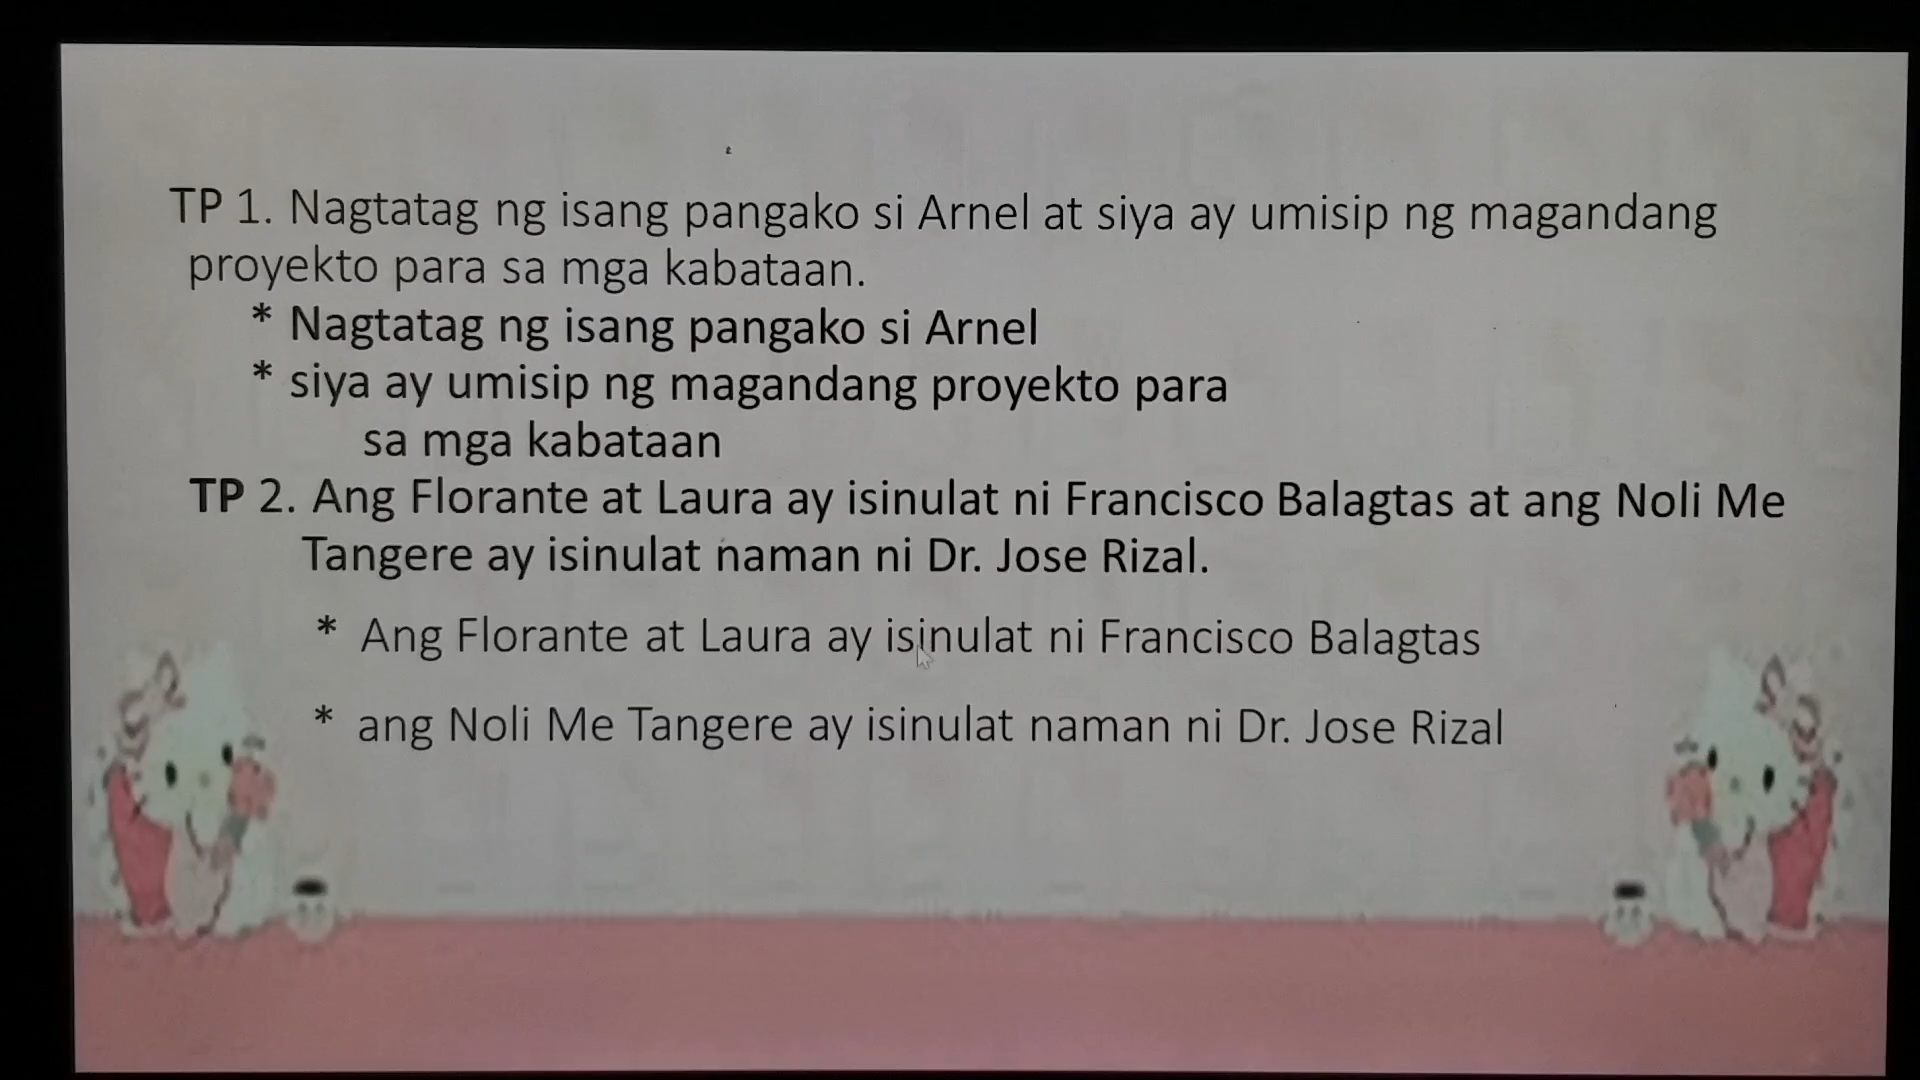 TP 1. Nagtatag ng isang pangako si Arnel at siya ay umisip ng magandang
proyekto para sa mga kabataan.
* Nagtatag ng isang pangako si Arnel
* siya ay umisip ng magandang proyekto para
sa mga kabataan
TP 2. Ang Florante at Laura ay isinulat ni Francisco Balagtas at ang Noli Me
Tangere ay isinulat naman ni Dr. Jose Rizal.
* Ang Florante at Laura ay isinulat ni Francisco Balagtas
* ang Noli Me Tangere ay isinulat naman ni Dr. Jose Rizal